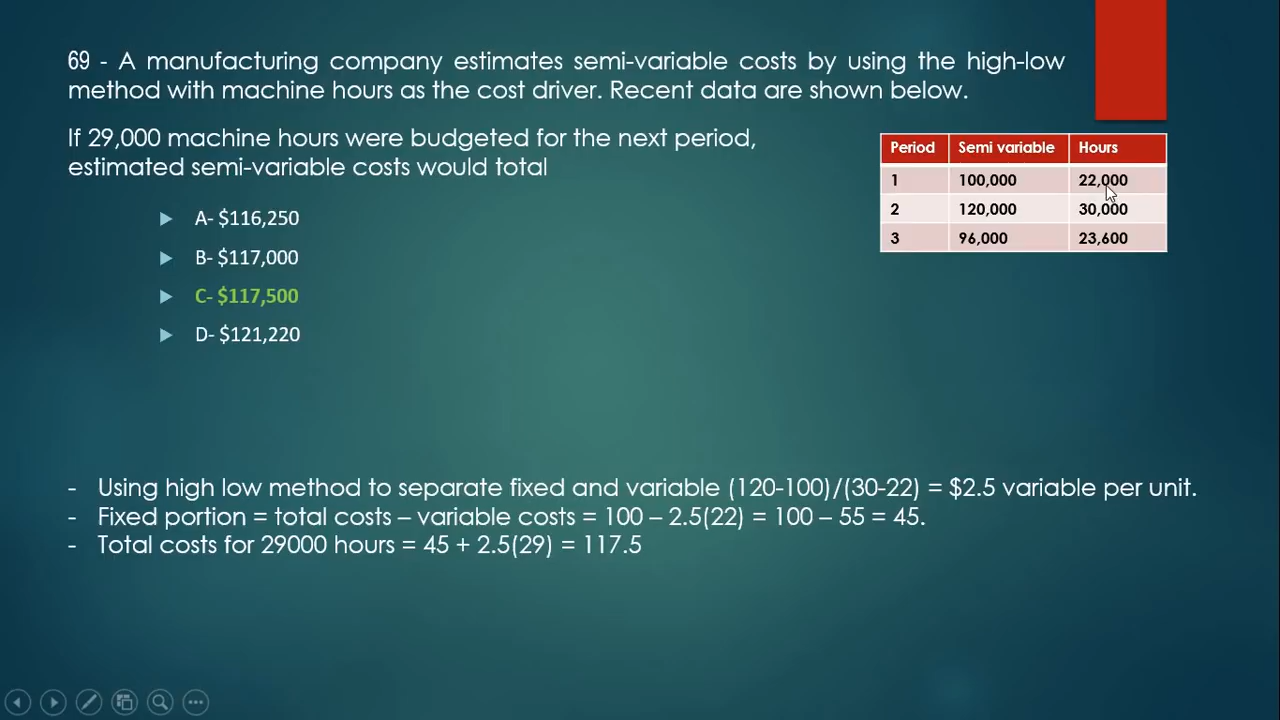 69 - A manufacturing company estimates semi-variable costs by using the high-low
method with machine hours as the cost driver. Recent data are shown below.
If 29,000 machine hours were budgeted for the next period,
estimated semi-variable costs would total
A- $116,250
B- $117,000
C- $117,500
D- $121,220
Period Semi variable Hours
1 100,000 22,000
2 120,000 30,000
3 96,000 23,600
- Using high low method to separate fixed and variable (120-100)/(30-22) = $2.5 variable per unit.
- Fixed portion = total costs – variable costs = 100 – 2.5(22) = 100 – 55 = 45.
- Total costs for 29000 hours = 45 + 2.5(29) = 117.5